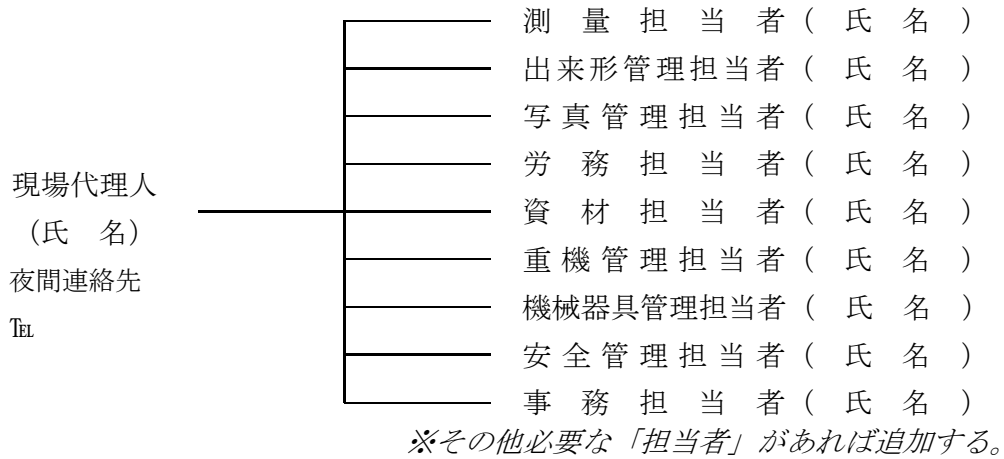 測量担当者(氏名)
出来形管理担当者(氏名)
写真管理担当者(氏名)
労務担当者(氏名)
現場代理人
(氏 名)
夜間連絡先
℡
資材担当者(氏名)
重機管理担当者(氏名)
機械器具管理担当者(氏名)
安全管理担当者(氏名)
事務担当者(氏名)
※その他必要な「担当者」があれば追加する。